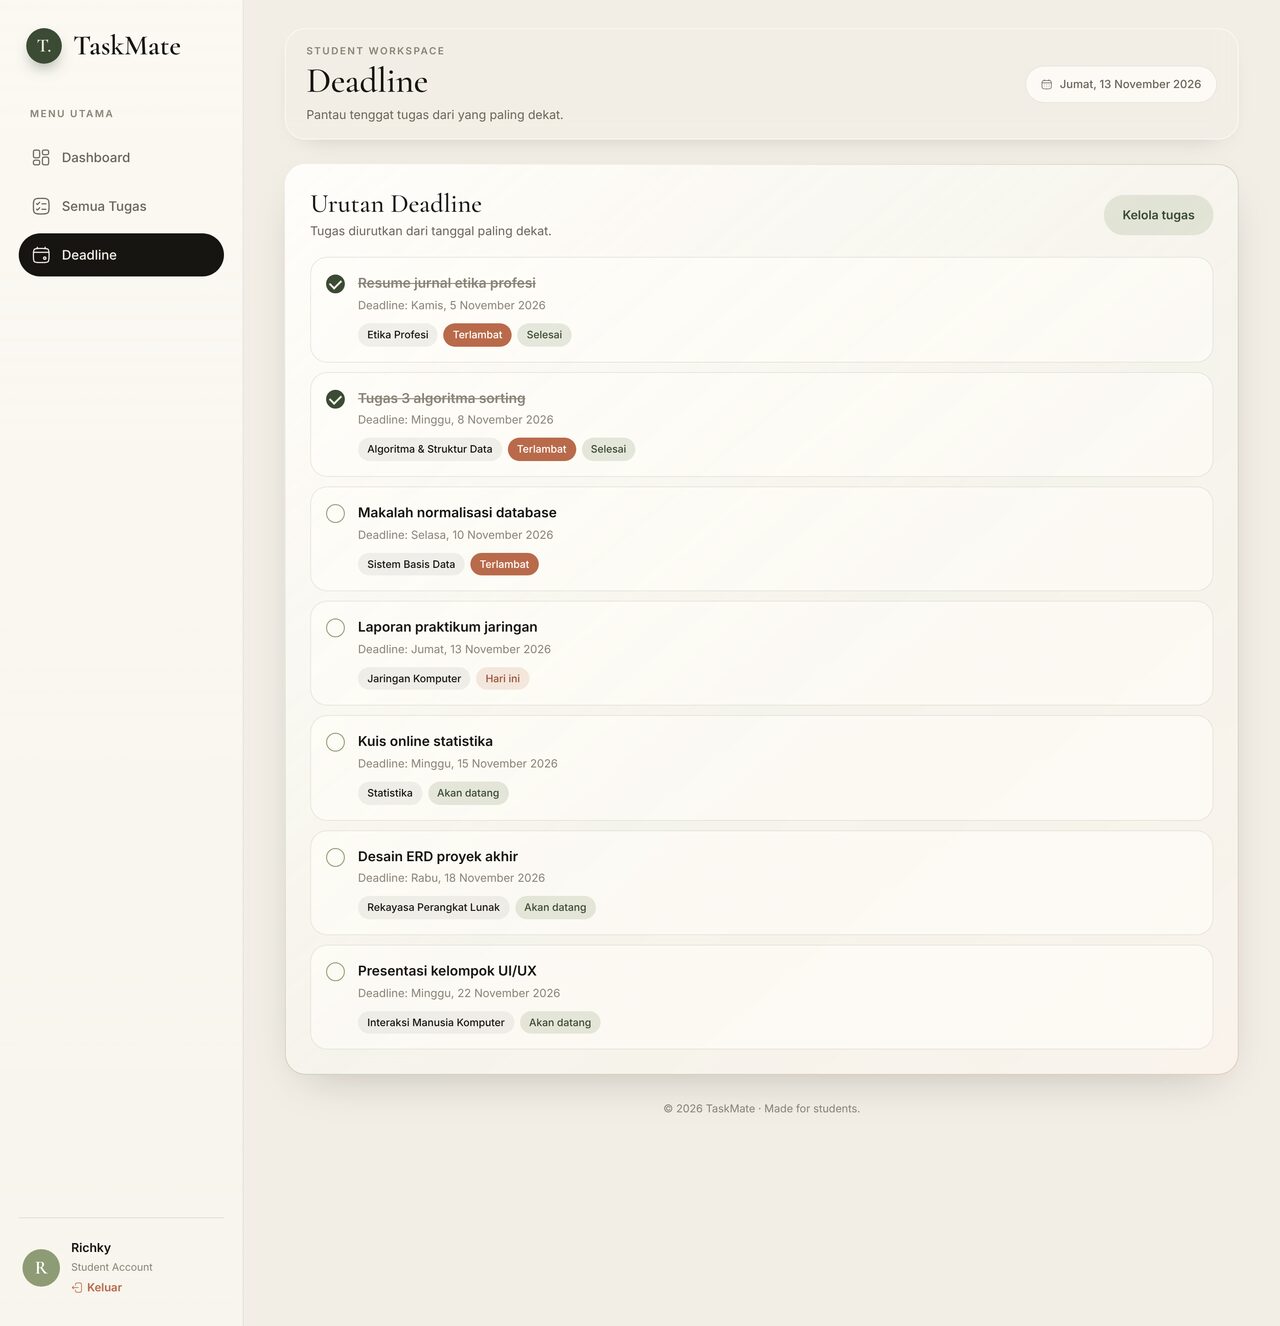 T.
TaskMate
MENU UTAMA
Dashboard
Semua Tugas
Deadline
STUDENT WORKSPACE
Deadline
Pantau tenggat tugas dari yang paling dekat.
Jumat, 13 November 2026
Urutan Deadline
Tugas diurutkan dari tanggal paling dekat.
Kelola tugas
Resume jurnal etika profesi
Deadline: Kamis, 5 November 2026
Etika Profesi Terlambat Selesai
Tugas 3 algoritma sorting
Deadline: Minggu, 8 November 2026
Algoritma & Struktur Data Terlambat Selesai
Makalah normalisasi database
Deadline: Selasa, 10 November 2026
Sistem Basis Data Terlambat
Laporan praktikum jaringan
Deadline: Jumat, 13 November 2026
Jaringan Komputer Hari ini
Kuis online statistika
Deadline: Minggu, 15 November 2026
Statistika Akan datang
Desain ERD proyek akhir
Deadline: Rabu, 18 November 2026
Rekayasa Perangkat Lunak Akan datang
Presentasi kelompok UI/UX
Deadline: Minggu, 22 November 2026
Interaksi Manusia Komputer Akan datang
© 2026 TaskMate · Made for students.
R
Richky
Student Account
Keluar